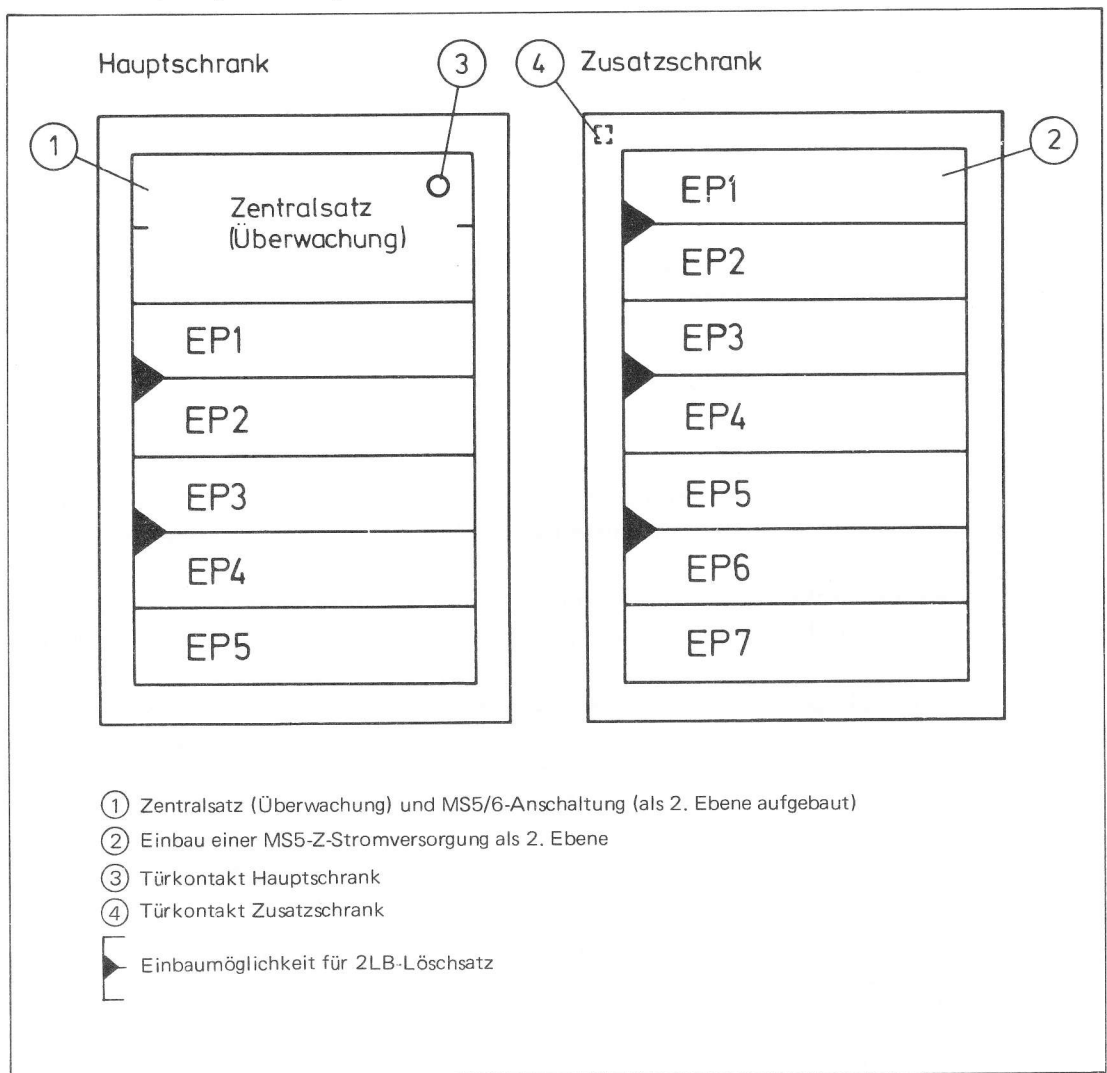 Hauptschrank
3
4
Zusatzschrank
1
2
Zentralsatz
(Überwachung)
EP1
EP2
EP3
EP4
EP5
EP1
EP2
EP3
EP4
EP5
EP6
EP7
1 Zentralsatz (Überwachung) und MS5/6-Anschaltung (als 2. Ebene aufgebaut)
2 Einbau einer MS5-Z-Stromversorgung als 2. Ebene
3 Türkontakt Hauptschrank
4 Türkontakt Zusatzschrank
Einbaumöglichkeit für 2LB-Löschsatz